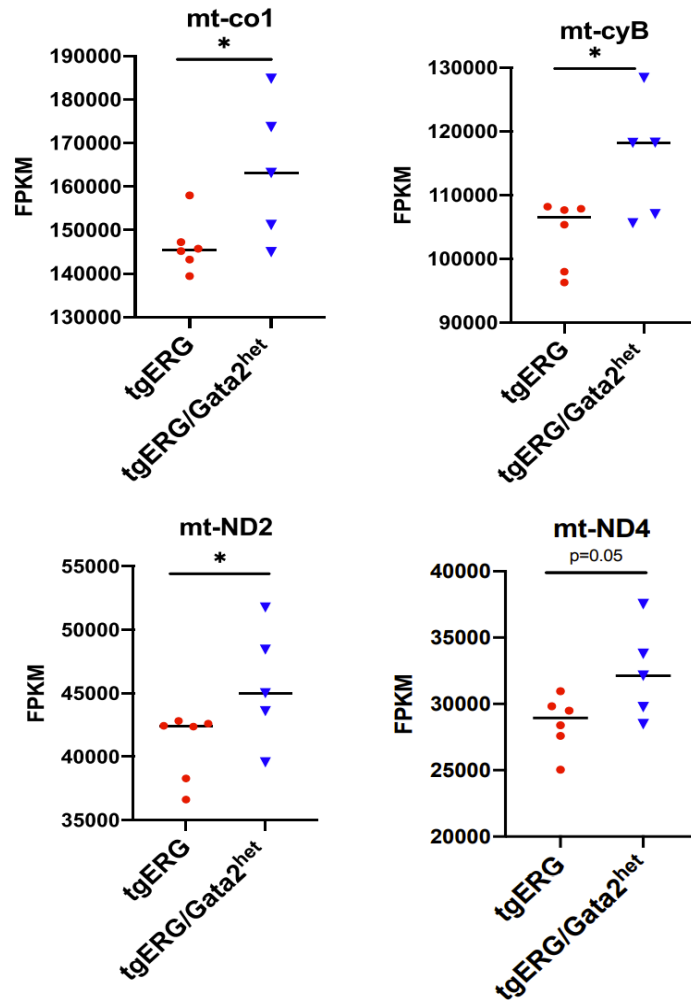 mt-co1
*
190000
180000
170000
160000
150000
140000
130000
FPKM
tgERG
tgERG/Gata2het
mt-cyB
*
130000
120000
110000
100000
90000
FPKM
tgERG
tgERG/Gata2het
mt-ND2
*
55000
50000
45000
40000
35000
FPKM
tgERG
tgERG/Gata2het
mt-ND4
p=0.05
40000
35000
30000
25000
20000
FPKM
tgERG
tgERG/Gata2het